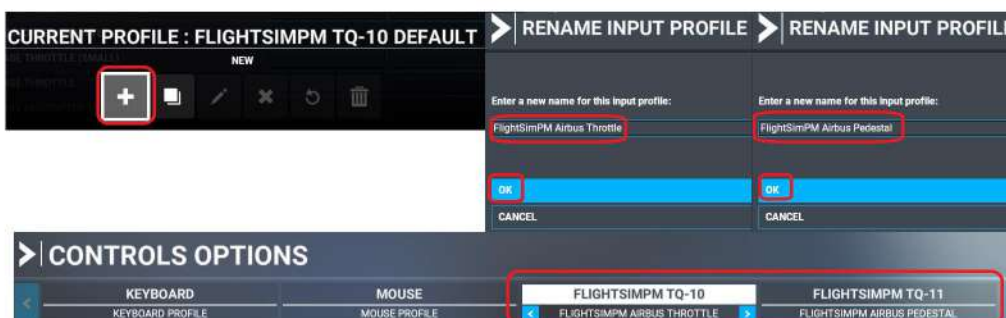 CURRENT PROFILE : FLIGHTSIMPM TQ-10 DEFAULT
NEW
RENAME INPUT PROFILE
Enter a new name for this input profile:
FlightSimPM Airbus Throttle
OK
CANCEL
RENAME INPUT PROFIL
Enter a new name for this input profile:
FlightSimPM Airbus Pedestal
OK
CANCEL
CONTROLS OPTIONS
KEYBOARD
KEYBOARD PROFILE
MOUSE
MOUSE PROFILE
FLIGHTSIMPM TQ-10
FLIGHTSIMPM AIRBUS THROTTLE
FLIGHTSIMPM TQ-11
FLIGHTSIMPM AIRBUS PEDESTAL